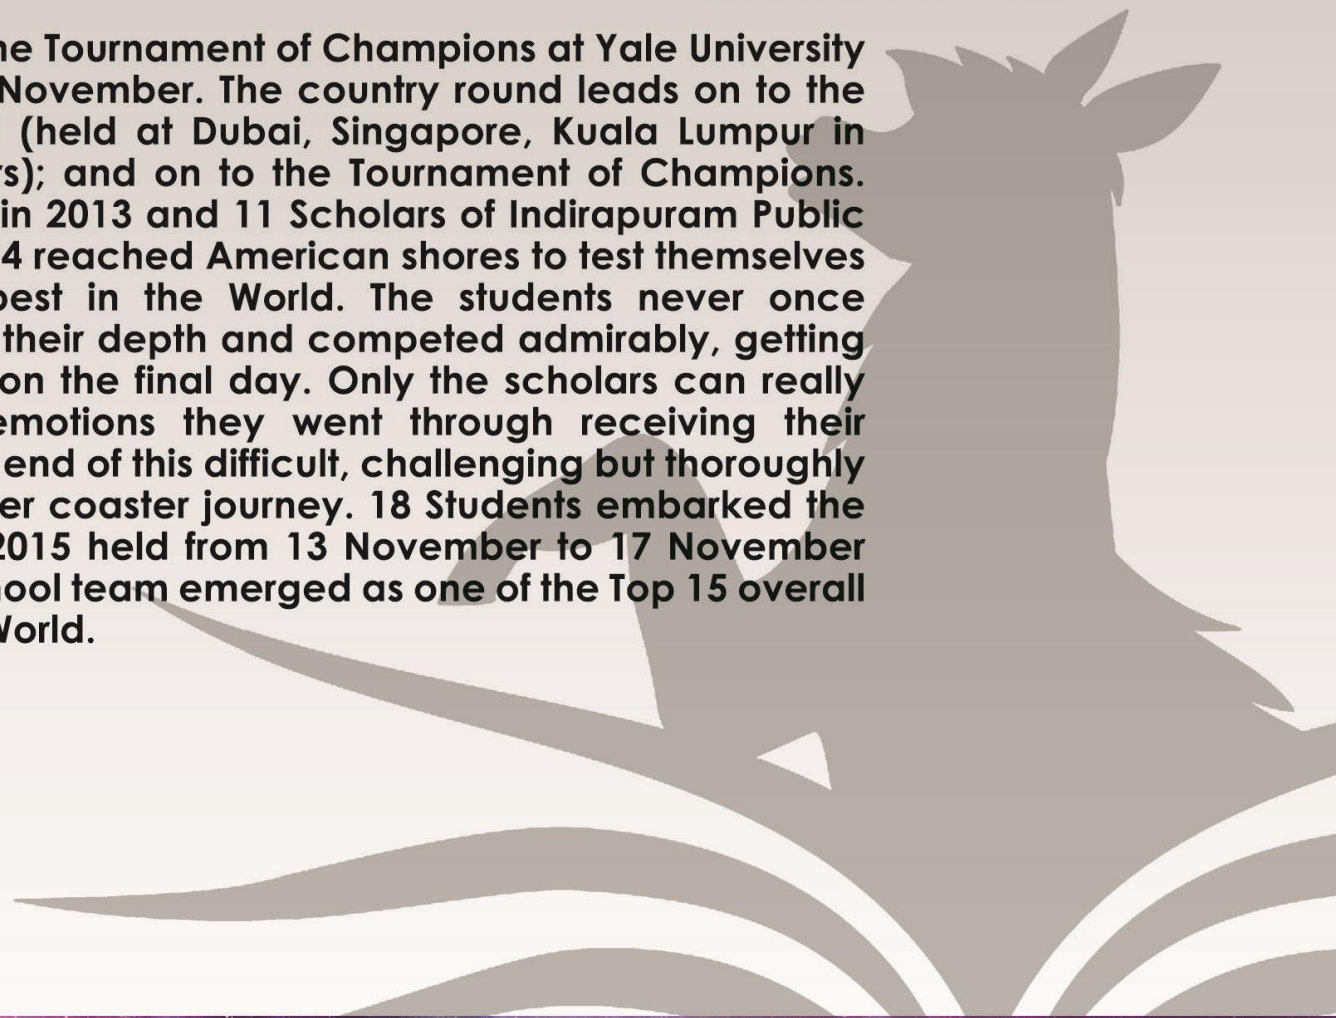 he Tournament of Champions at Yale University
November. The country round leads on to the
(held at Dubai, Singapore, Kuala Lumpur in
rs); and on to the Tournament of Champions.
in 2013 and 11 Scholars of Indirapuram Public
4 reached American shores to test themselves
best in the World. The students never once
their depth and competed admirably, getting
on the final day. Only the scholars can really
emotions they went through receiving their
end of this difficult, challenging but thoroughly
er coaster journey. 18 Students embarked the
2015 held from 13 November to 17 November
hool team emerged as one of the Top 15 overall
World.